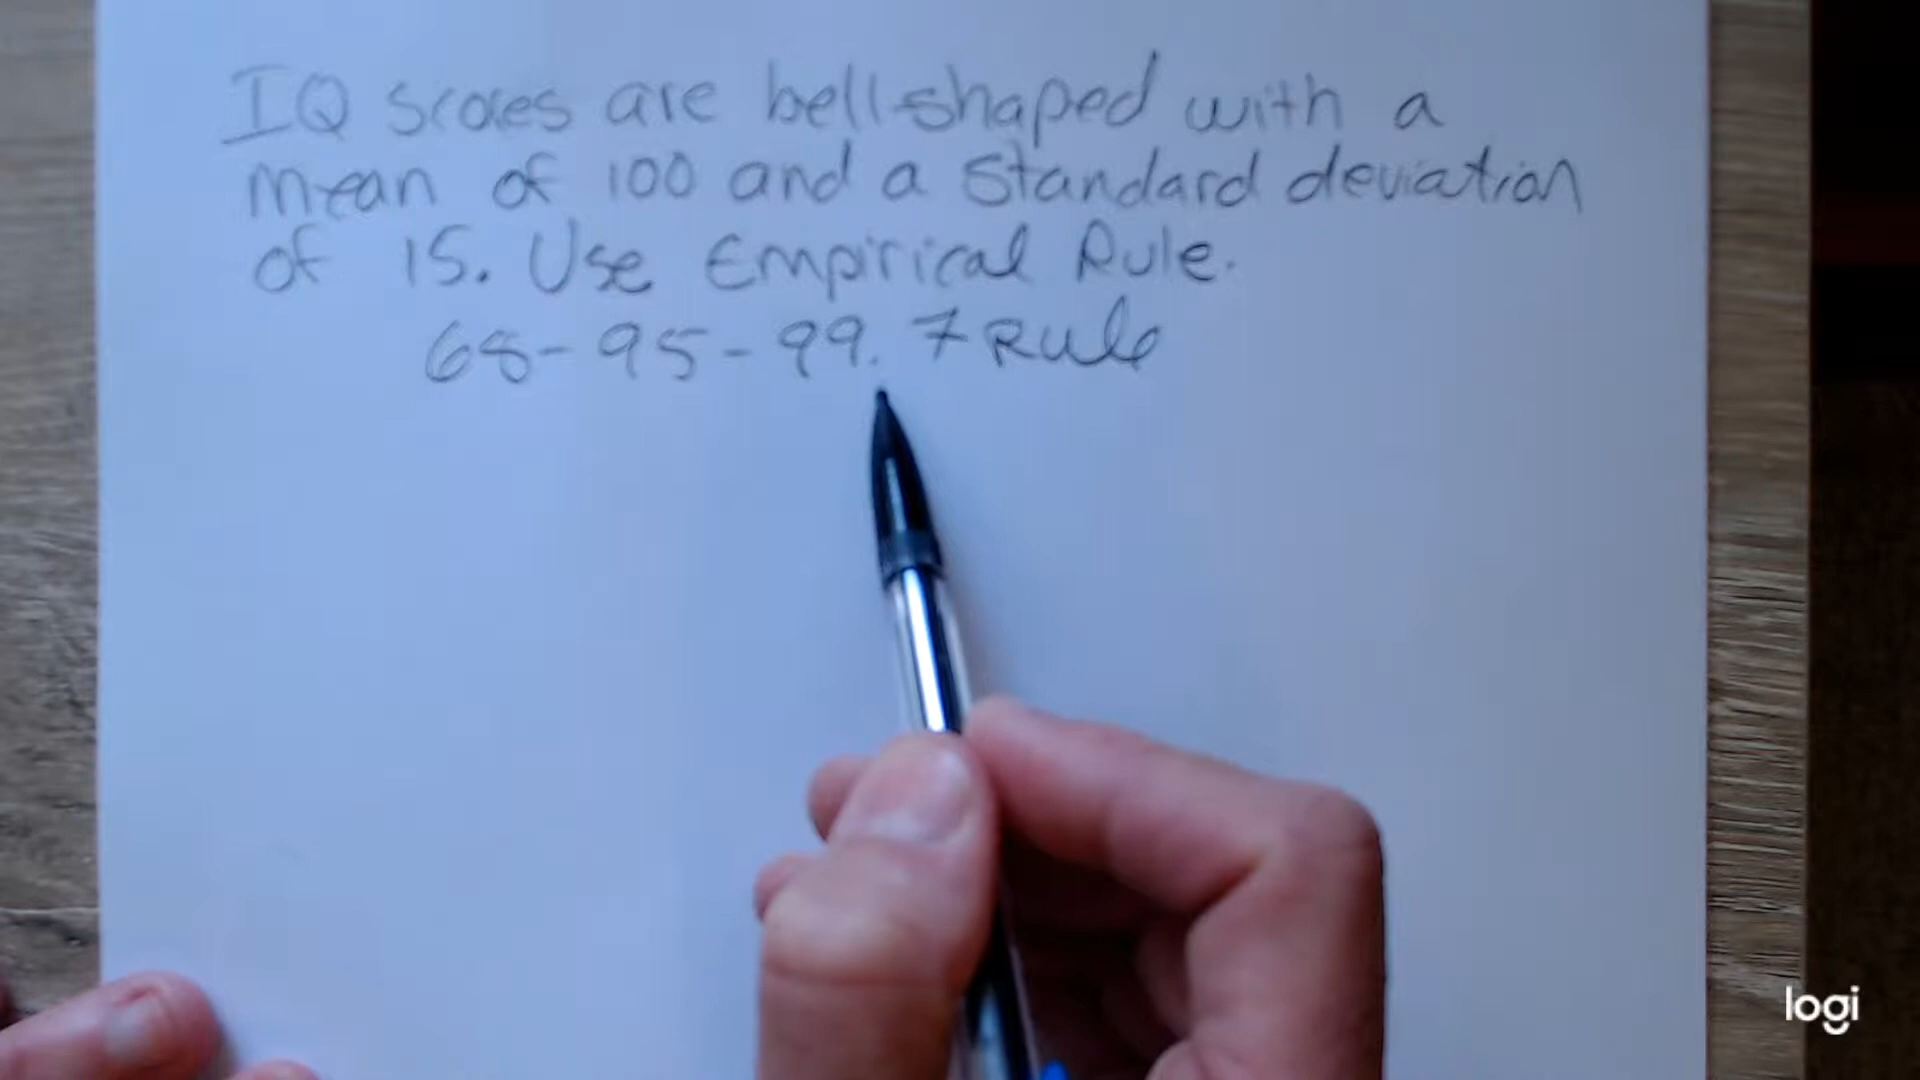 IQ scores are bell-shaped with a
mean of 100 and a standard deviation
of 15. Use Empirical Rule.
68-95-99.7 Rule
logi